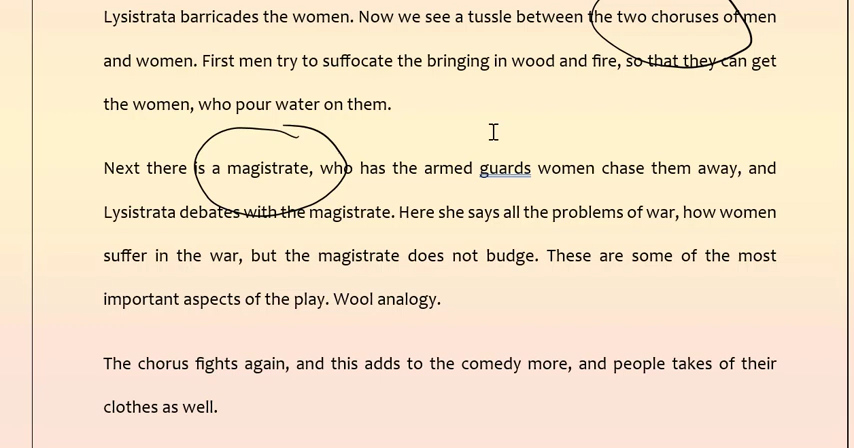 Lysistrata barricades the women. Now we see a tussle between the two choruses of men
and women. First men try to suffocate the bringing in wood and fire, so that they can get
the women, who pour water on them.
Next there is a magistrate, who has the armed guards women chase them away, and
Lysistrata debates with the magistrate. Here she says all the problems of war, how women
suffer in the war, but the magistrate does not budge. These are some of the most
important aspects of the play. Wool analogy.
The chorus fights again, and this adds to the comedy more, and people takes of their
clothes as well.